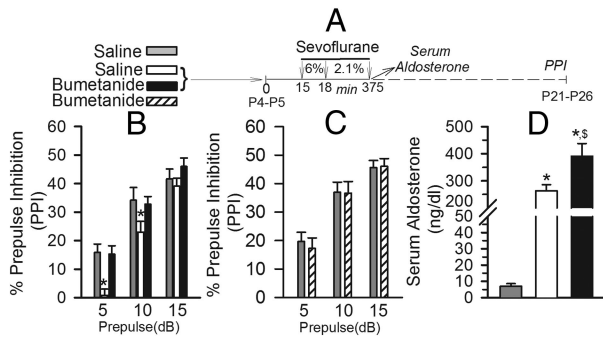 A
Saline
Saline
Bumetanide
Bumetanide
Sevoflurane
6% 2.1%
0 15 18 min 375
P4-P5
Serum
Aldosterone
PPI
P21-P26
B
% Prepulse Inhibition
(PPI)
60
50
40
30
20
10
0
*
*
5 10 15
Prepulse(dB)
C
% Prepulse Inhibition
(PPI)
60
50
40
30
20
10
0
5 10 15
Prepulse(dB)
D
Serum Aldosterone
(ng/dl)
500
400
300
200
50
40
30
20
10
0
*
*,$